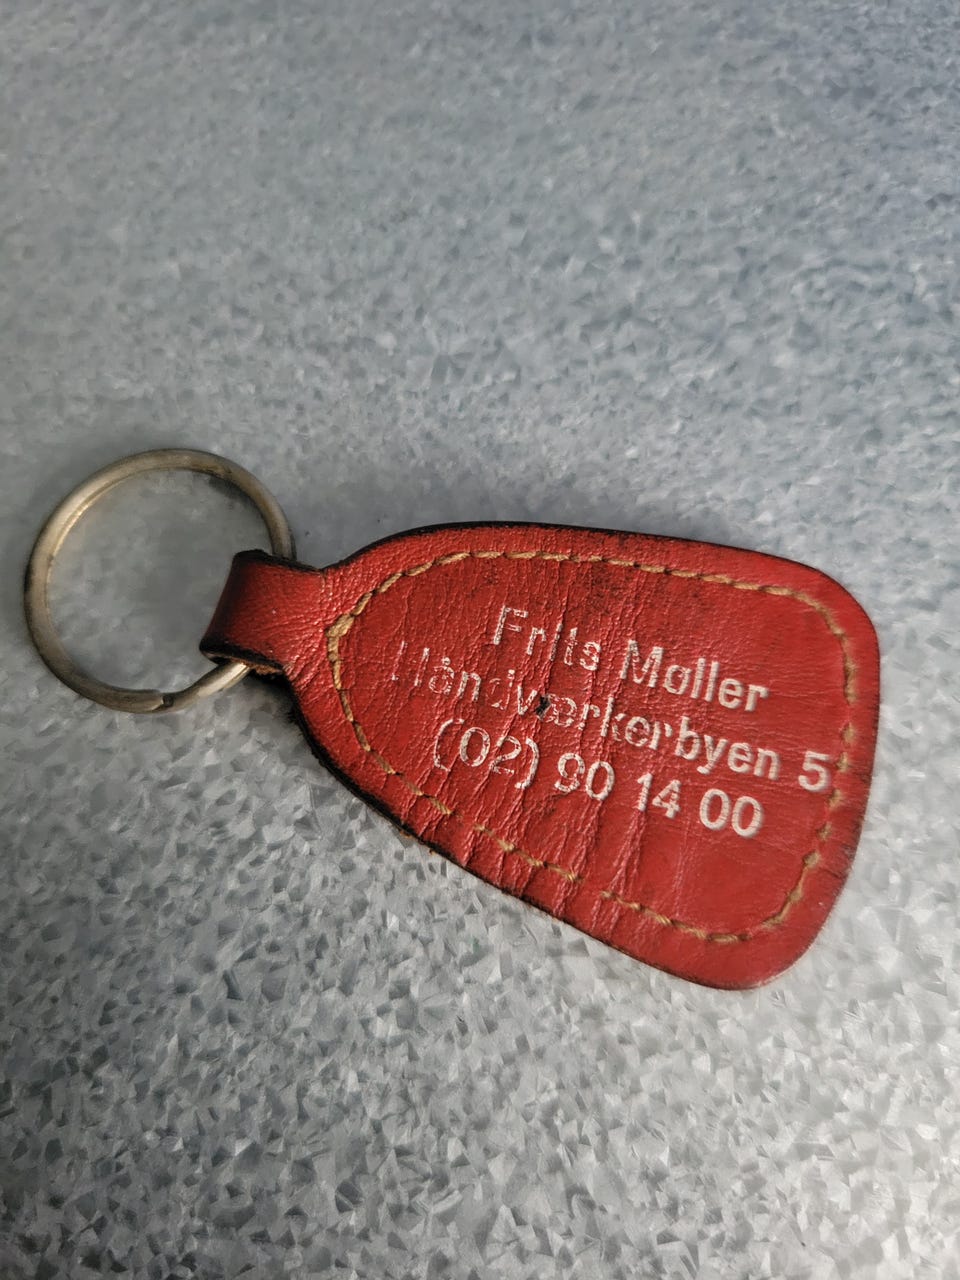 Frits Møller
Håndværkerbyen 5
(02) 90 14 00